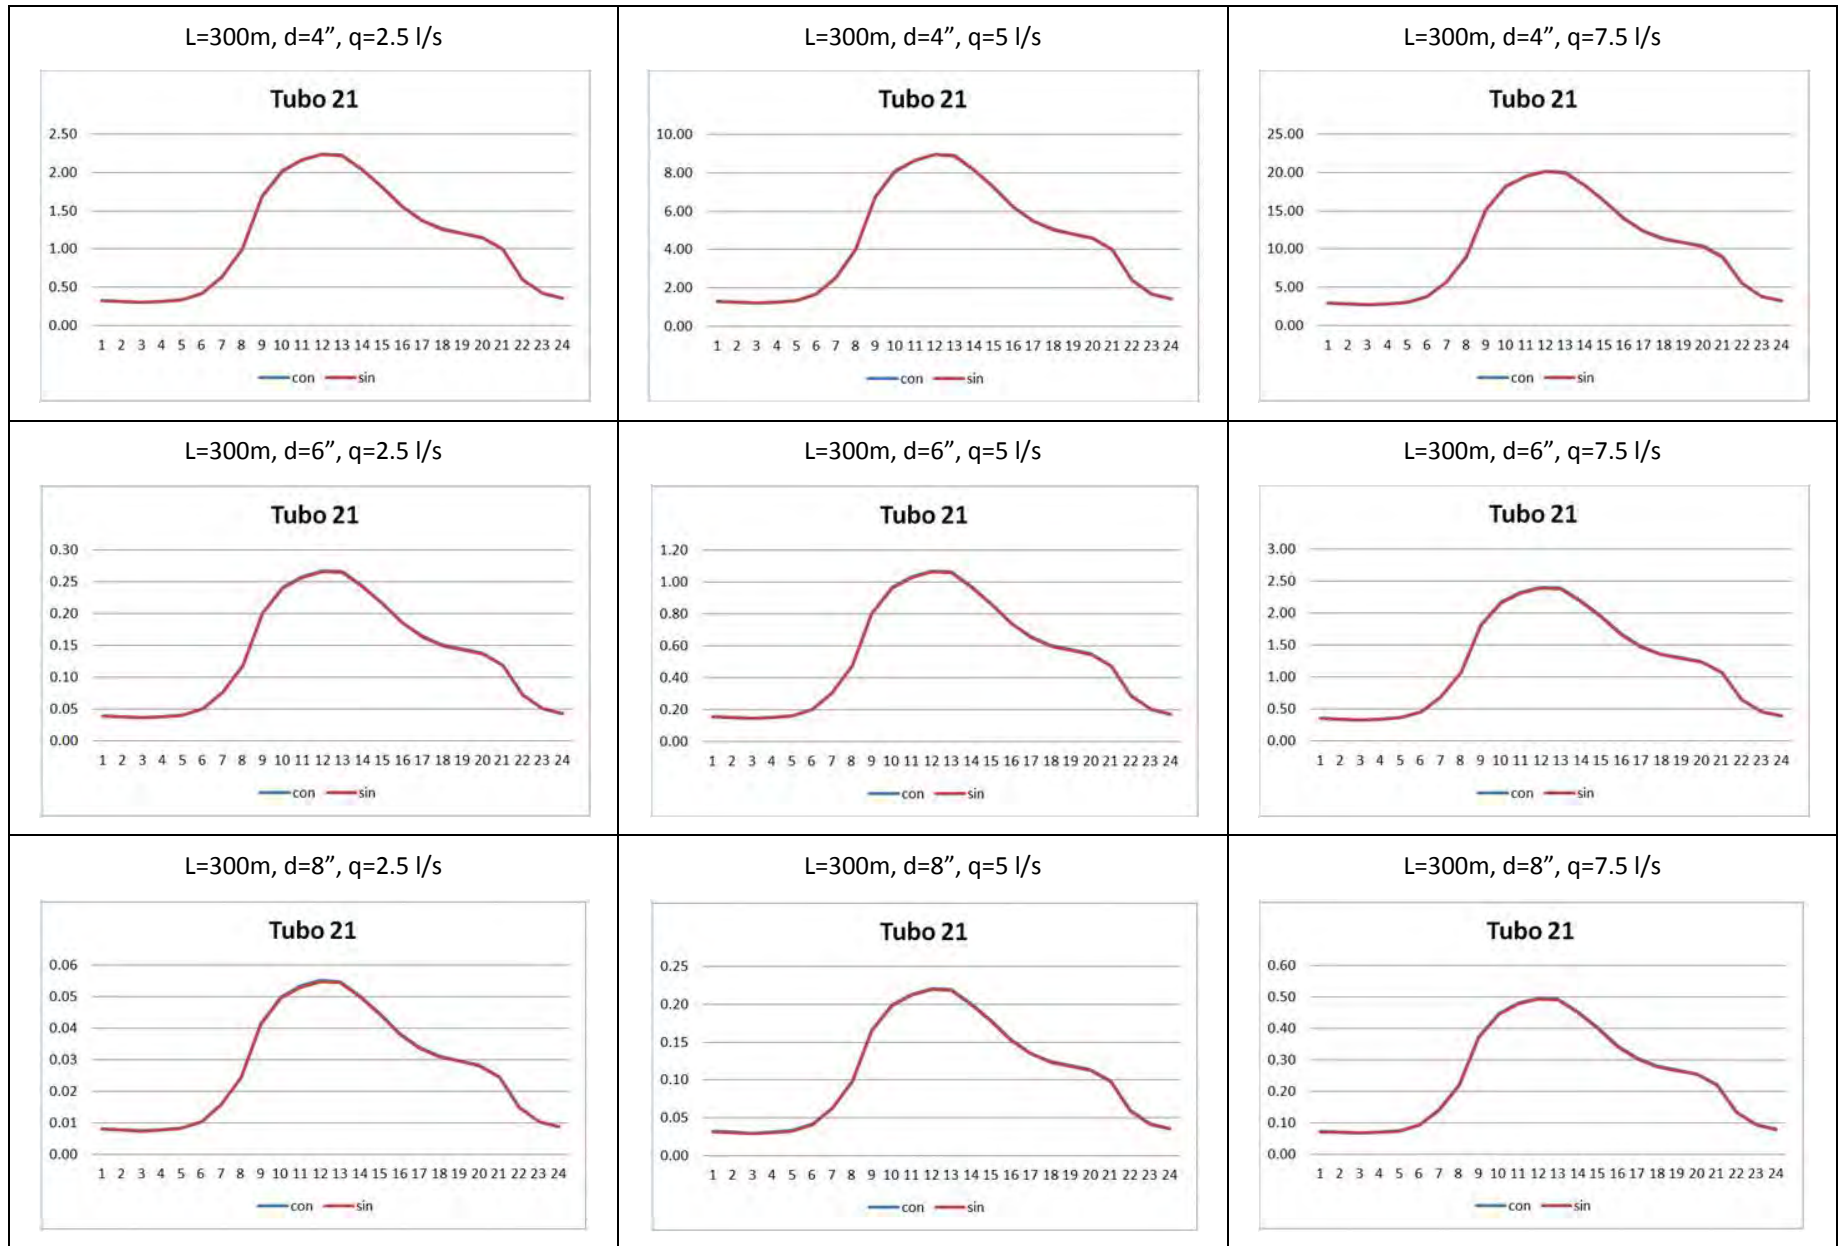 L=300m, d=4”, q=2.5 l/s
Tubo 21
2.50
2.00
1.50
1.00
0.50
0.00
1 2 3 4 5 6 7 8 9 10 11 12 13 14 15 16 17 18 19 20 21 22 23 24
con sin
L=300m, d=4”, q=5 l/s
Tubo 21
10.00
8.00
6.00
4.00
2.00
0.00
1 2 3 4 5 6 7 8 9 10 11 12 13 14 15 16 17 18 19 20 21 22 23 24
con sin
L=300m, d=4”, q=7.5 l/s
Tubo 21
25.00
20.00
15.00
10.00
5.00
0.00
1 2 3 4 5 6 7 8 9 10 11 12 13 14 15 16 17 18 19 20 21 22 23 24
con sin
L=300m, d=6”, q=2.5 l/s
Tubo 21
0.30
0.25
0.20
0.15
0.10
0.05
0.00
1 2 3 4 5 6 7 8 9 10 11 12 13 14 15 16 17 18 19 20 21 22 23 24
con sin
L=300m, d=6”, q=5 l/s
Tubo 21
1.20
1.00
0.80
0.60
0.40
0.20
0.00
1 2 3 4 5 6 7 8 9 10 11 12 13 14 15 16 17 18 19 20 21 22 23 24
con sin
L=300m, d=6”, q=7.5 l/s
Tubo 21
3.00
2.50
2.00
1.50
1.00
0.50
0.00
1 2 3 4 5 6 7 8 9 10 11 12 13 14 15 16 17 18 19 20 21 22 23 24
con sin
L=300m, d=8”, q=2.5 l/s
Tubo 21
0.06
0.05
0.04
0.03
0.02
0.01
0.00
1 2 3 4 5 6 7 8 9 10 11 12 13 14 15 16 17 18 19 20 21 22 23 24
con sin
L=300m, d=8”, q=5 l/s
Tubo 21
0.25
0.20
0.15
0.10
0.05
0.00
1 2 3 4 5 6 7 8 9 10 11 12 13 14 15 16 17 18 19 20 21 22 23 24
con sin
L=300m, d=8”, q=7.5 l/s
Tubo 21
0.60
0.50
0.40
0.30
0.20
0.10
0.00
1 2 3 4 5 6 7 8 9 10 11 12 13 14 15 16 17 18 19 20 21 22 23 24
con sin